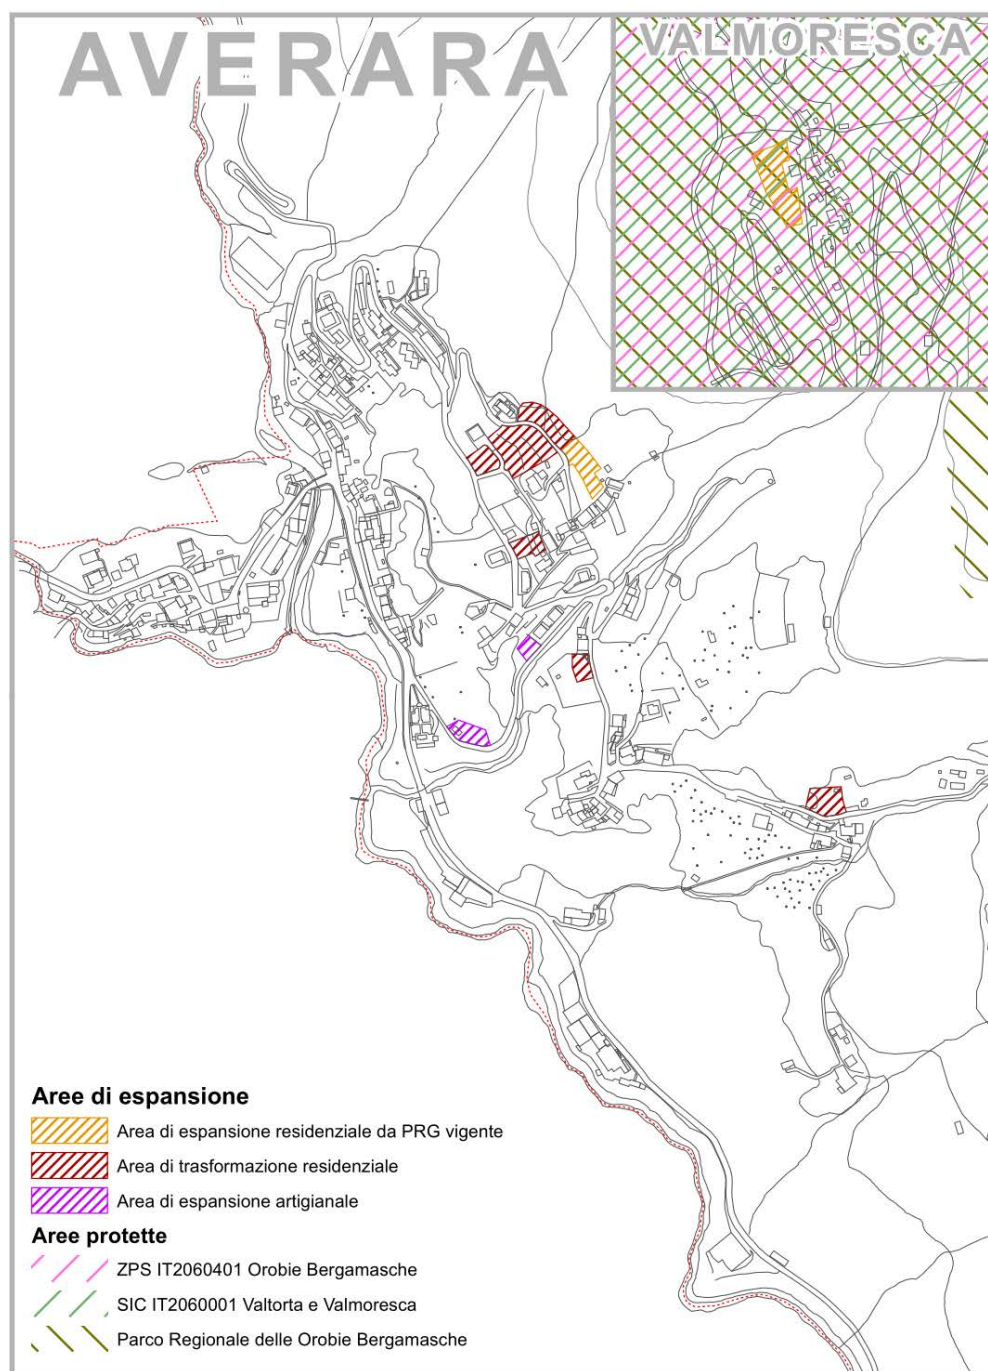 AVERARA
VALMORESCA
Aree di espansione
Area di espansione residenziale da PRG vigente
Area di trasformazione residenziale
Area di espansione artigianale
Aree protette
ZPS IT2060401 Orobie Bergamasche
SIC IT2060001 Valtorta e Valmoresca
Parco Regionale delle Orobie Bergamasche